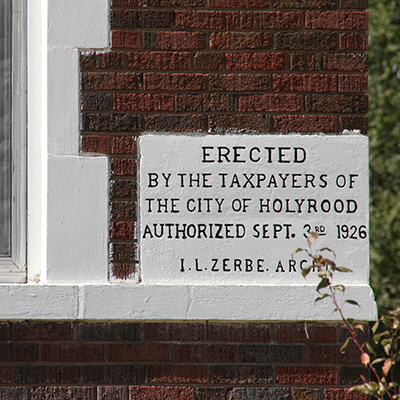 ERECTED
BY THE TAXPAYERS OF
THE CITY OF HOLYROOD
AUTHORIZED SEPT. 3RD 1926
I.L. ZERBE. ARCH